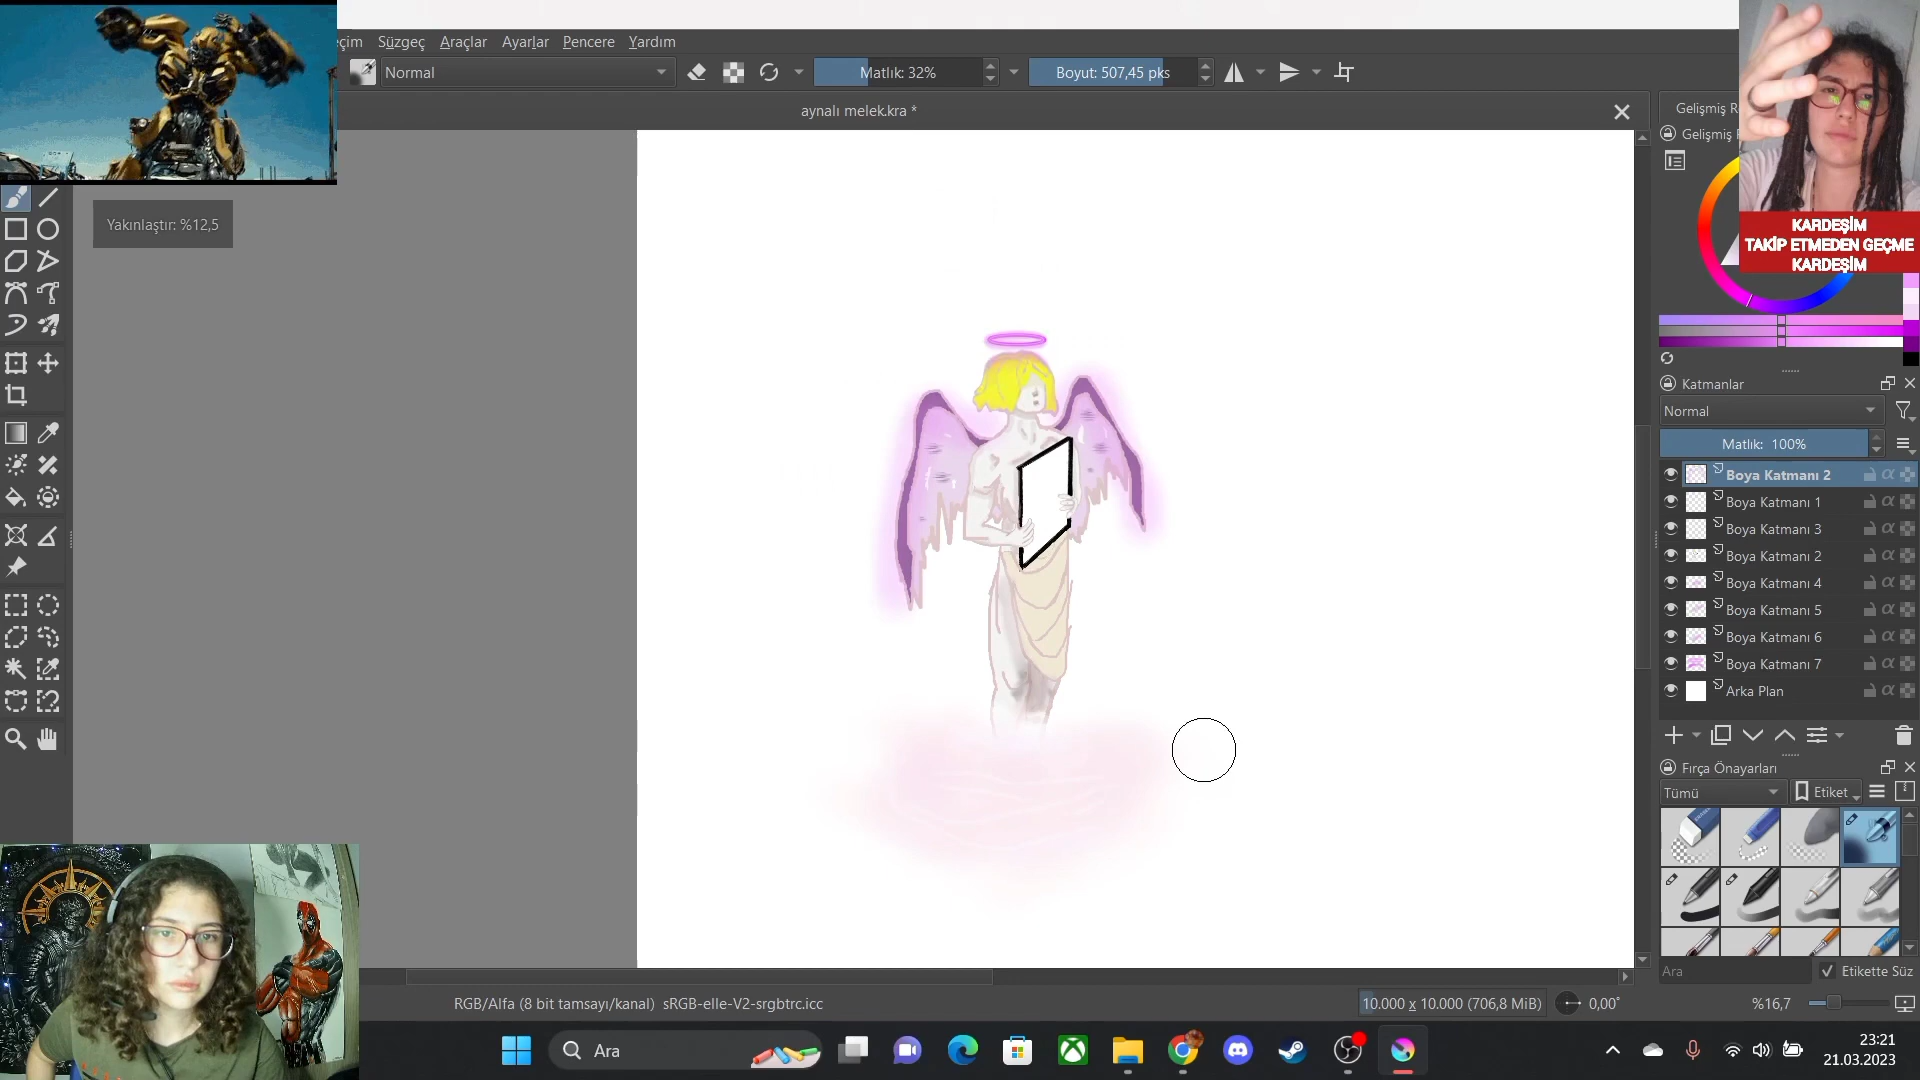 eçim Süzgeç Araçlar Ayarlar Pencere Yardım
Normal
Matlık: 32%
Boyut: 507,45 pks
aynalı melek.kra *
Yakınlaştır: %12,5
Gelişmiş R
Gelişmiş
KARDEŞİM
TAKİP ETMEDEN GEÇME
KARDEŞİM
Katmanlar
Normal
Matlık: 100%
Boya Katmanı 2
Boya Katmanı 1
Boya Katmanı 3
Boya Katmanı 2
Boya Katmanı 4
Boya Katmanı 5
Boya Katmanı 6
Boya Katmanı 7
Arka Plan
Fırça Önayarları
Tümü
Etiket
Ara
Etikette Süz
RGB/Alfa (8 bit tamsayı/kanal) sRGB-elle-V2-srgbtrc.icc
10.000 x 10.000 (706,8 MiB)
0,00°
%16,7
Ara
23:21
21.03.2023